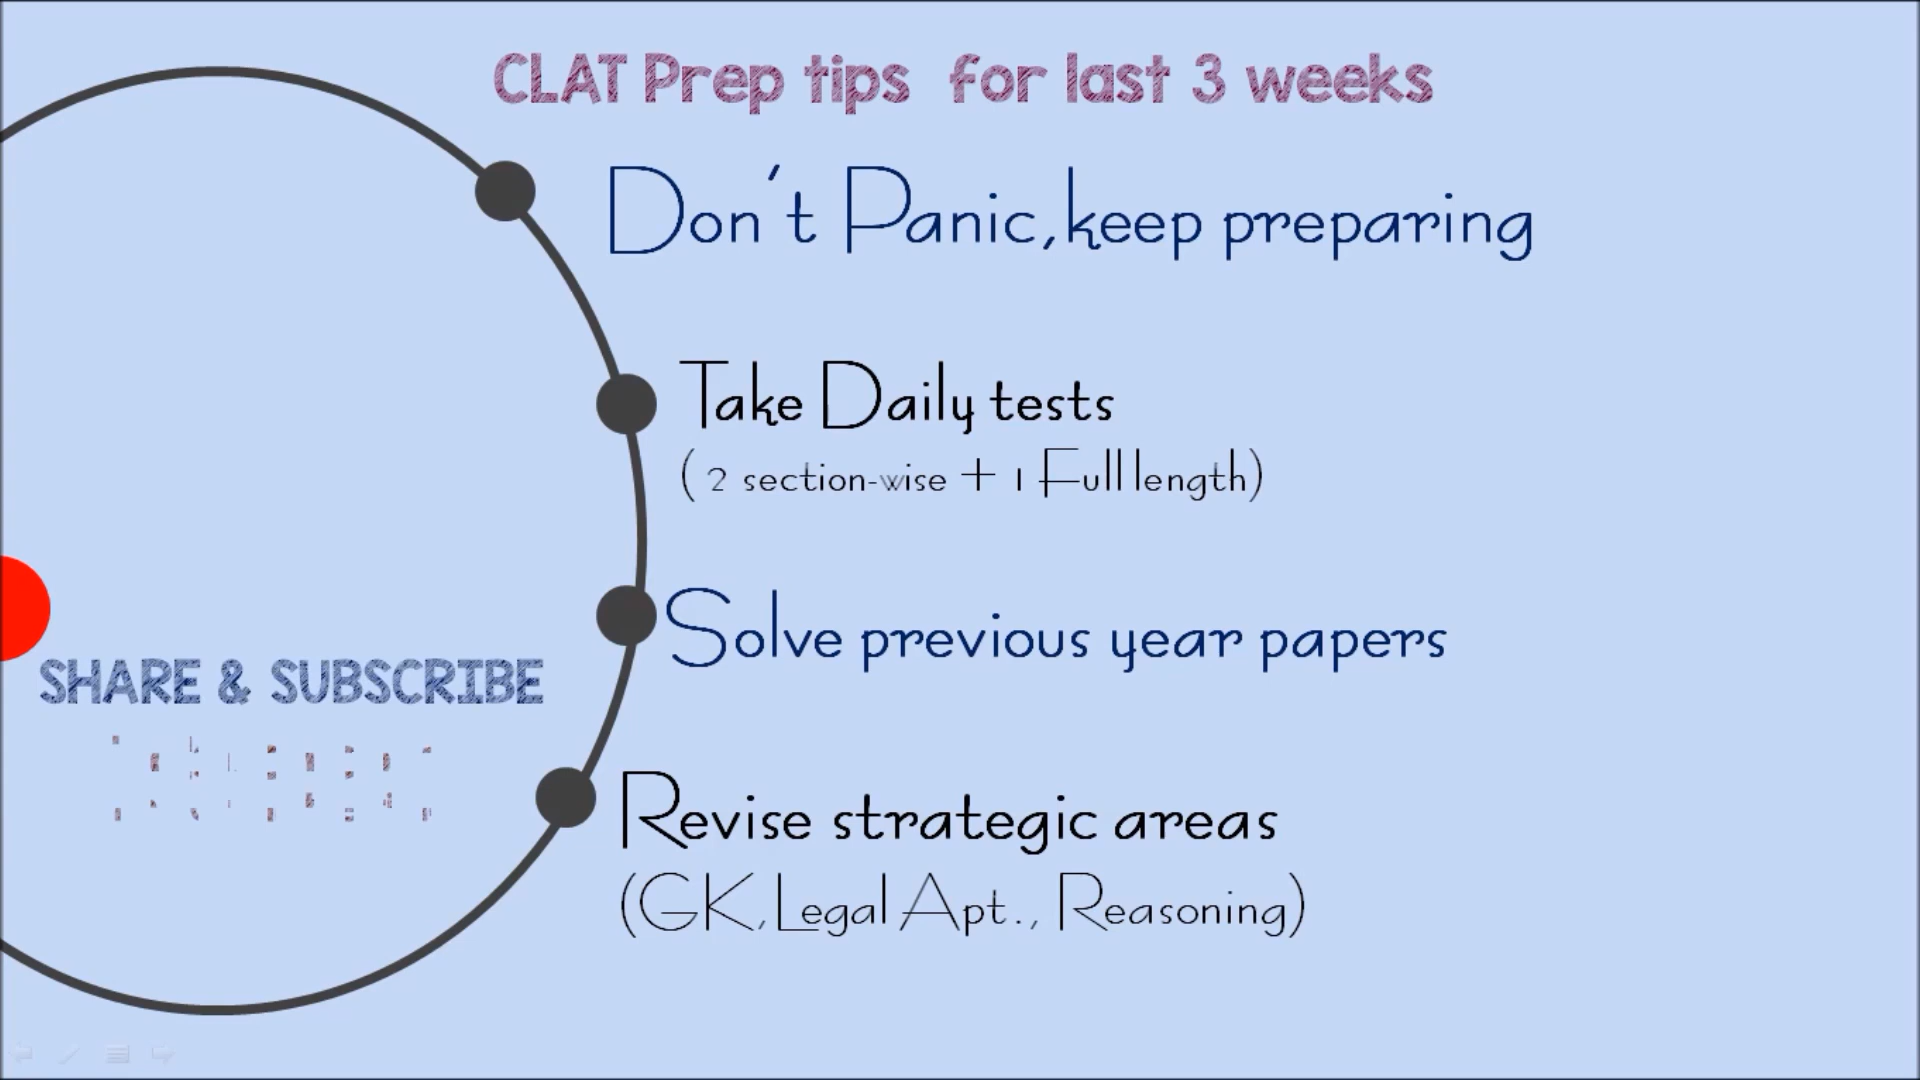 CLAT Prep tips for last 3 weeks
Don't Panic, keep preparing
Take Daily tests
( 2 section-wise + 1 Full length)
Solve previous year papers
SHARE & SUBSCRIBE
Revise strategic areas
(GK, Legal Apt., Reasoning)